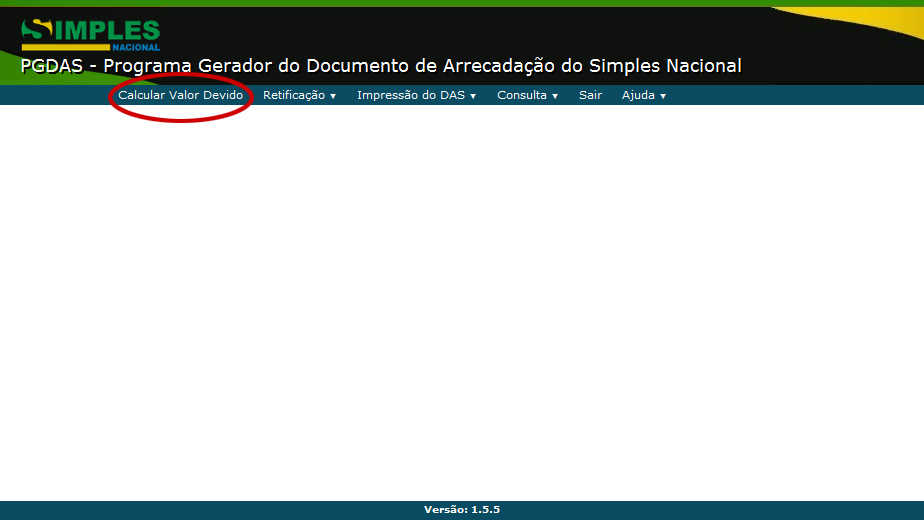 SIMPLES
NACIONAL
PGDAS - Programa Gerador do Documento de Arrecadação do Simples Nacional
Calcular Valor Devido Retificação ▼ Impressão do DAS ▼ Consulta ▼ Sair Ajuda ▼
Versão: 1.5.5